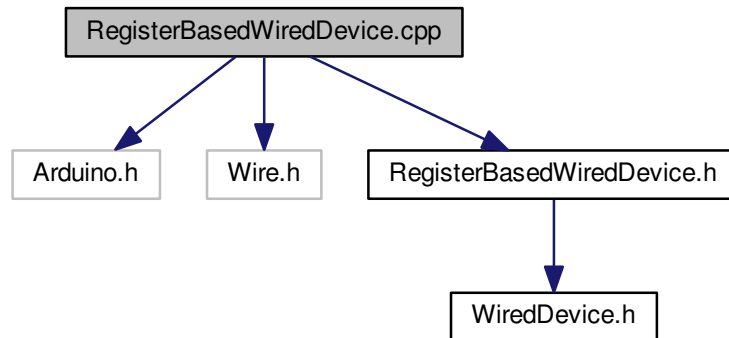 RegisterBasedWiredDevice.cpp
Arduino.h
Wire.h
RegisterBasedWiredDevice.h
WiredDevice.h